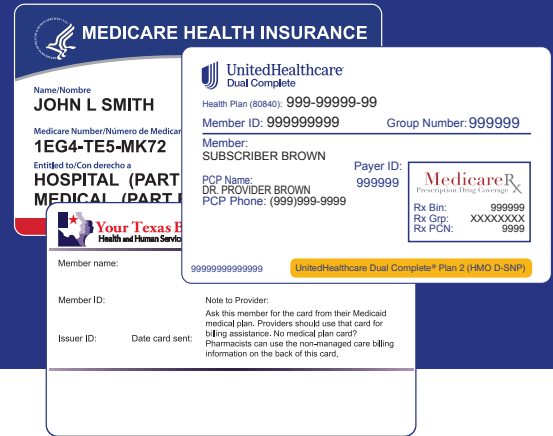 MEDICARE HEALTH INSURANCE
Name/Nombre
JOHN L SMITH
Medicare Number/Número de Medicar
1EG4-TE5-MK72
Entitled to/Con derecho a
HOSPITAL (PART
MEDICAL (PART
UnitedHealthcare®
Dual Complete
Health Plan (80840): 999-99999-99
Member ID: 999999999 Group Number: 999999
Member:
SUBSCRIBER BROWN
PCP Name:
DR. PROVIDER BROWN
PCP Phone: (999)999-9999
Payer ID:
999999
MedicareRx
Prescription Drug Coverage
Rx Bin: 999999
Rx Grp: XXXXXXXX
Rx PCN: 9999
99999999999999 UnitedHealthcare Dual Complete® Plan 2 (HMO D-SNP)
Your Texas
Health and Human Servic
Member name:
Member ID:
Issuer ID: Date card sent:
Note to Provider:
Ask this member for the card from their Medicaid
medical plan. Providers should use that card for
billing assistance. No medical plan card?
Pharmacists can use the non-managed care billing
information on the back of this card.